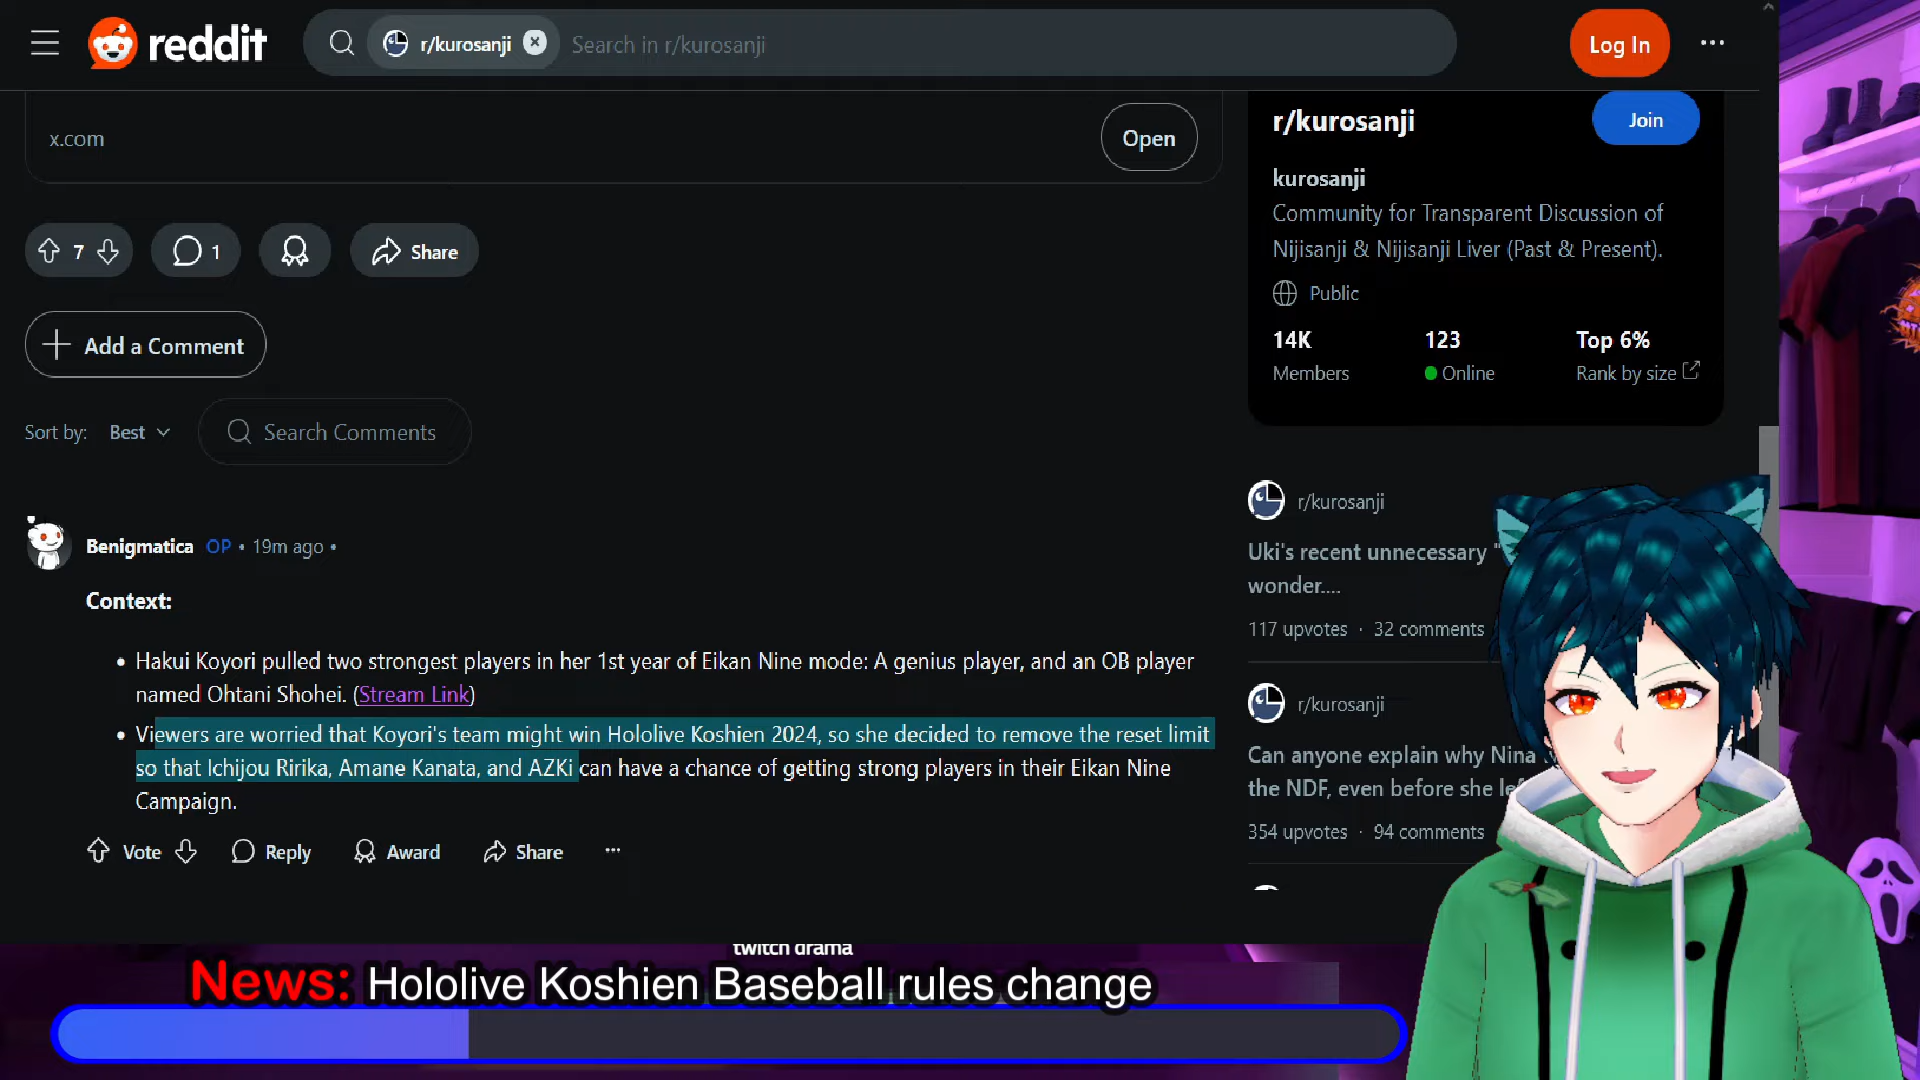 reddit
r/kurosanji
Search in r/kurosanji
Log In
x.com
Open
r/kurosanji
Join
kurosanji
Community for Transparent Discussion of
Nijisanji & Nijisanji Liver (Past & Present).
Public
14K
123
Top 6%
Members
Online
Rank by size
7
1
Share
Add a Comment
Sort by:
Best
Search Comments
Benigmatica OP • 19m ago •
Context:
• Hakui Koyori pulled two strongest players in her 1st year of Eikan Nine mode: A genius player, and an OB player
named Ohtani Shohei. (Stream Link)
• Viewers are worried that Koyori's team might win Hololive Koshien 2024, so she decided to remove the reset limit
so that Ichijou Ririka, Amane Kanata, and AZKi can have a chance of getting strong players in their Eikan Nine
Campaign.
Vote
Reply
Award
Share
r/kurosanji
Uki's recent unnecessary "
wonder....
117 upvotes · 32 comments
r/kurosanji
Can anyone explain why Nina
the NDF, even before she
354 upvotes · 94 comments
twitch drama
News: Hololive Koshien Baseball rules change